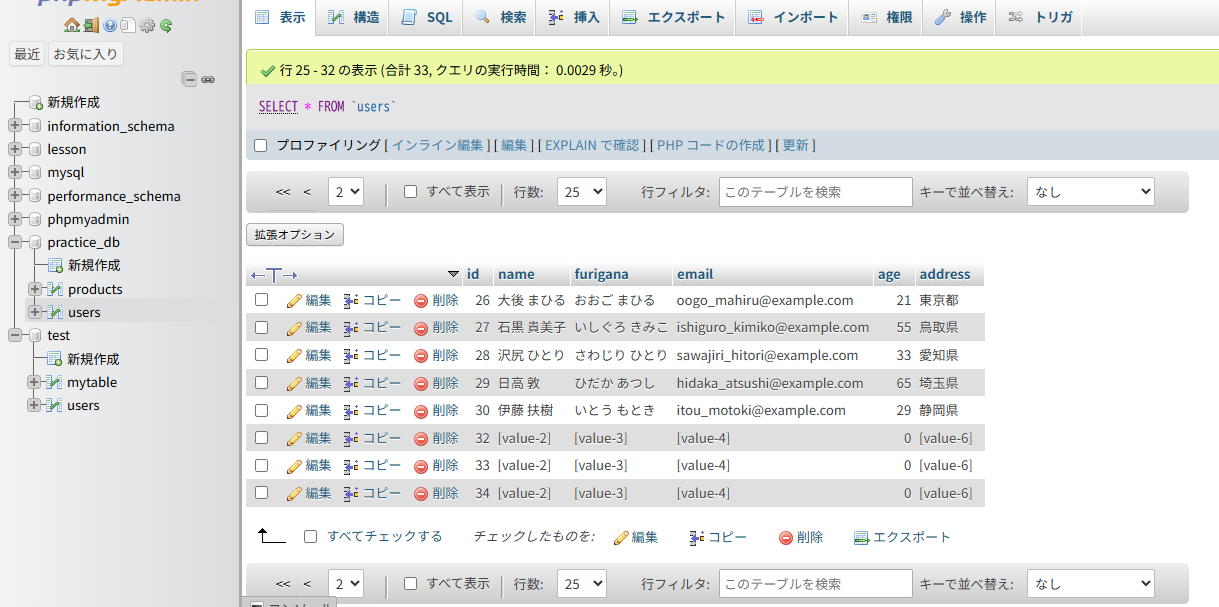 phpMyAdmin
最近 お気に入り
新規作成
information_schema
lesson
mysql
performance_schema
phpmyadmin
practice_db
新規作成
products
users
test
新規作成
mytable
users
表示 構造 SQL 検索 挿入 エクスポート インポート 権限 操作 トリガ
行 25 - 32 の表示 (合計 33, クエリの実行時間： 0.0029 秒。)
SELECT * FROM `users`
プロファイリング [ インライン編集 ] [ 編集 ] [ EXPLAIN で確認 ] [ PHP コードの作成 ] [ 更新 ]
<< < 2 すべて表示 行数: 25 行フィルタ: このテーブルを検索 キーで並べ替え: なし
拡張オプション
←T→ id name furigana email age address
編集 コピー 削除 26 大後 まひる おおご まひる oogo_mahiru@example.com 21 東京都
編集 コピー 削除 27 石黒 貴美子 いしぐろ きみこ ishiguro_kimiko@example.com 55 鳥取県
編集 コピー 削除 28 沢尻 ひとり さわじり ひとり sawajiri_hitori@example.com 33 愛知県
編集 コピー 削除 29 日高 敦 ひだか あつし hidaka_atsushi@example.com 65 埼玉県
編集 コピー 削除 30 伊藤 扶樹 いとう もとき itou_motoki@example.com 29 静岡県
編集 コピー 削除 32 [value-2] [value-3] [value-4] 0 [value-6]
編集 コピー 削除 33 [value-2] [value-3] [value-4] 0 [value-6]
編集 コピー 削除 34 [value-2] [value-3] [value-4] 0 [value-6]
すべてチェックする チェックしたものを: 編集 コピー 削除 エクスポート
<< < 2 すべて表示 行数: 25 行フィルタ: このテーブルを検索 キーで並べ替え: なし